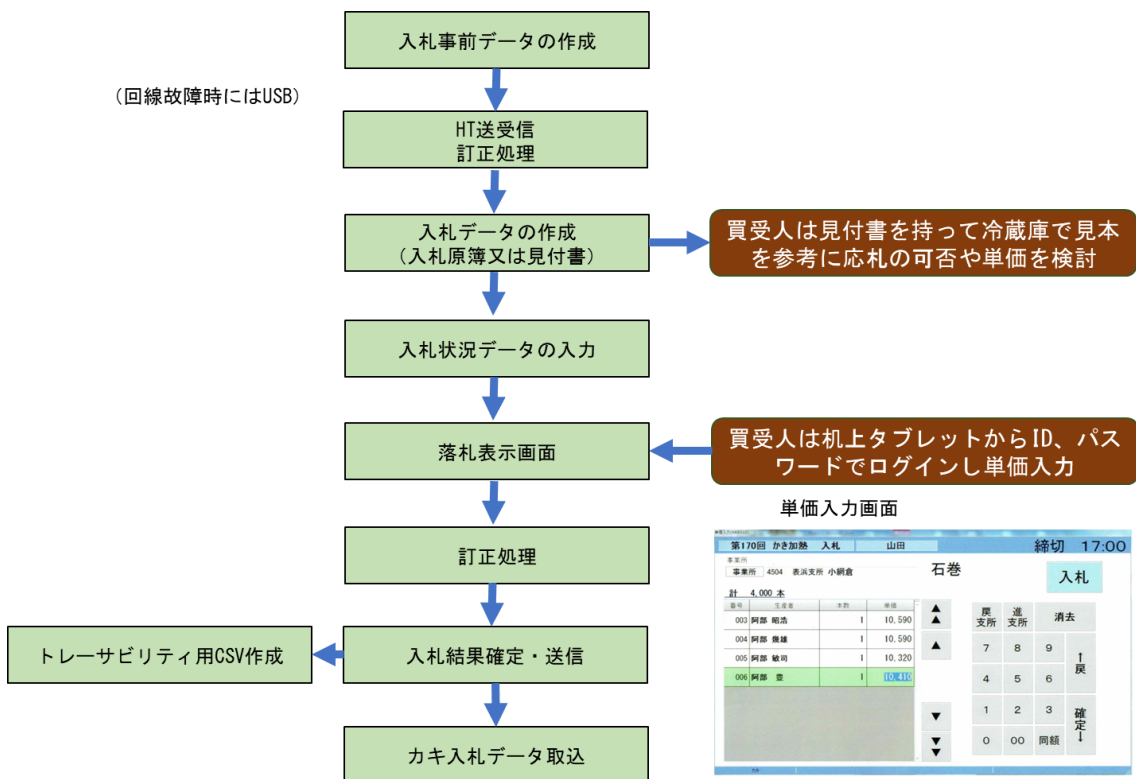 入札事前データの作成
（回線故障時にはUSB）
HT送受信
訂正処理
入札データの作成
（入札原簿又は見付書）
買受人は見付書を持って冷蔵庫で見本
を参考に応札の可否や単価を検討
入札状況データの入力
落札表示画面
買受人は机上タブレットからID、パス
ワードでログインし単価入力
訂正処理
入札結果確定・送信
トレーサビリティ用CSV作成
カキ入札データ取込
単価入力画面
第170回 かき加熱 入札 山田 締切 17:00
事業所
事業所 4504 表浜支所 小網倉 石巻 入札
計 4,000 本
番号 生産者 本数 単価
003 阿部 昭浩 1 10,590
004 阿部 幾雄 1 10,590
005 阿部 敏司 1 10,320
006 阿部 豊 1 10,410
▲▲
▲
▼
▼▼
戻支所 進支所 消去
7 8 9 ↑戻
4 5 6
1 2 3 確定↓
0 00 同額